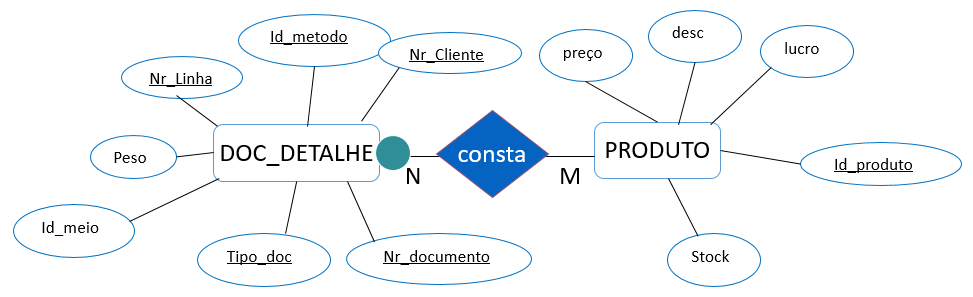 Id_metodo
Nr_Cliente
Nr_Linha
Peso
Id_meio
Tipo_doc
Nr_documento
DOC_DETALHE
N
consta
M
PRODUTO
preço
desc
lucro
Id_produto
Stock